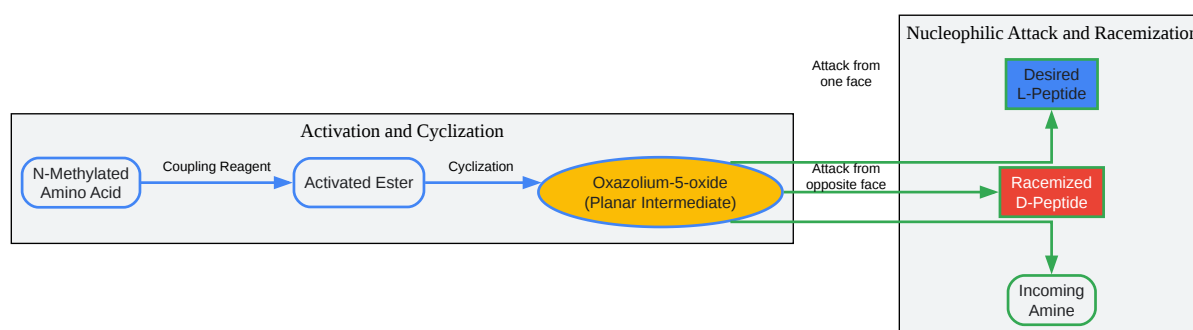 Nucleophilic Attack and Racemization
Attack from
one face
Desired
L-Peptide
Activation and Cyclization
N-Methylated
Amino Acid
Coupling Reagent
Activated Ester
Cyclization
Oxazolium-5-oxide
(Planar Intermediate)
Attack from
opposite face
Racemized
D-Peptide
Incoming
Amine